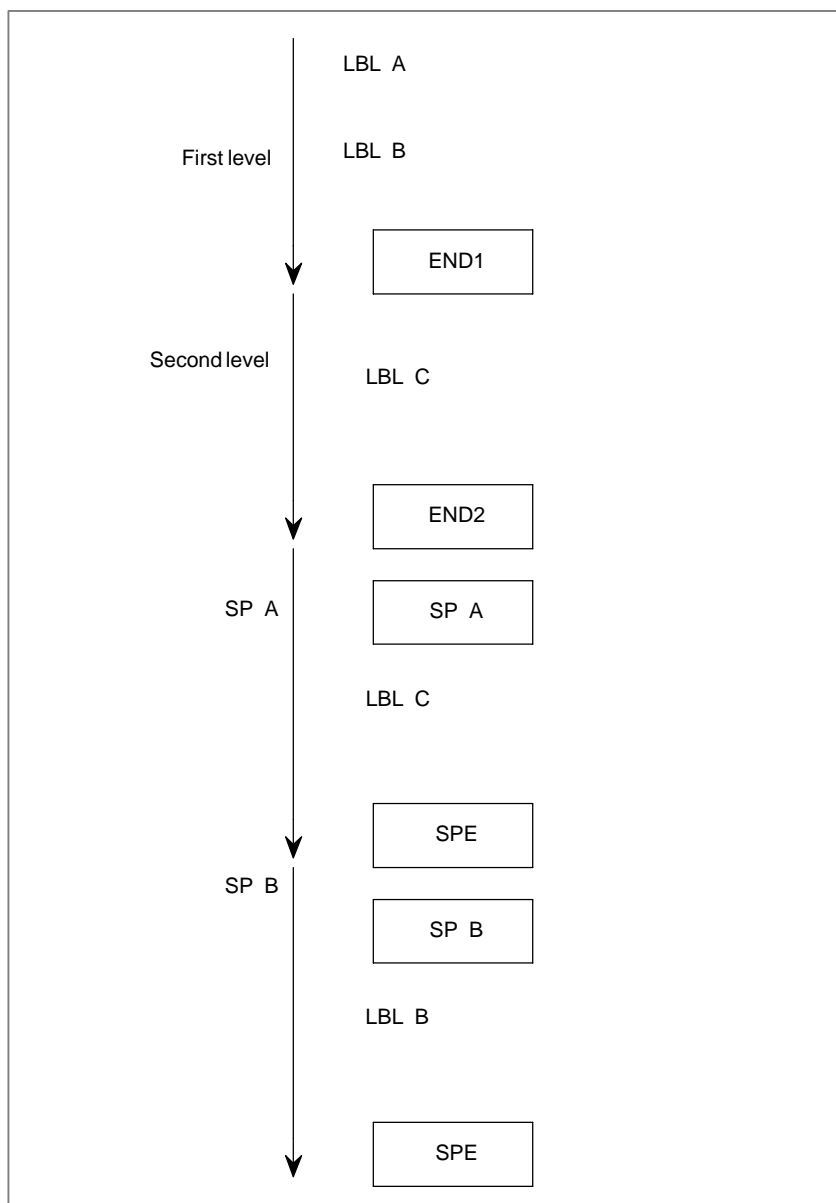 LBL A
First level
LBL B
END1
Second level
LBL C
END2
SP A
SP A
LBL C
SPE
SP B
SP B
LBL B
SPE